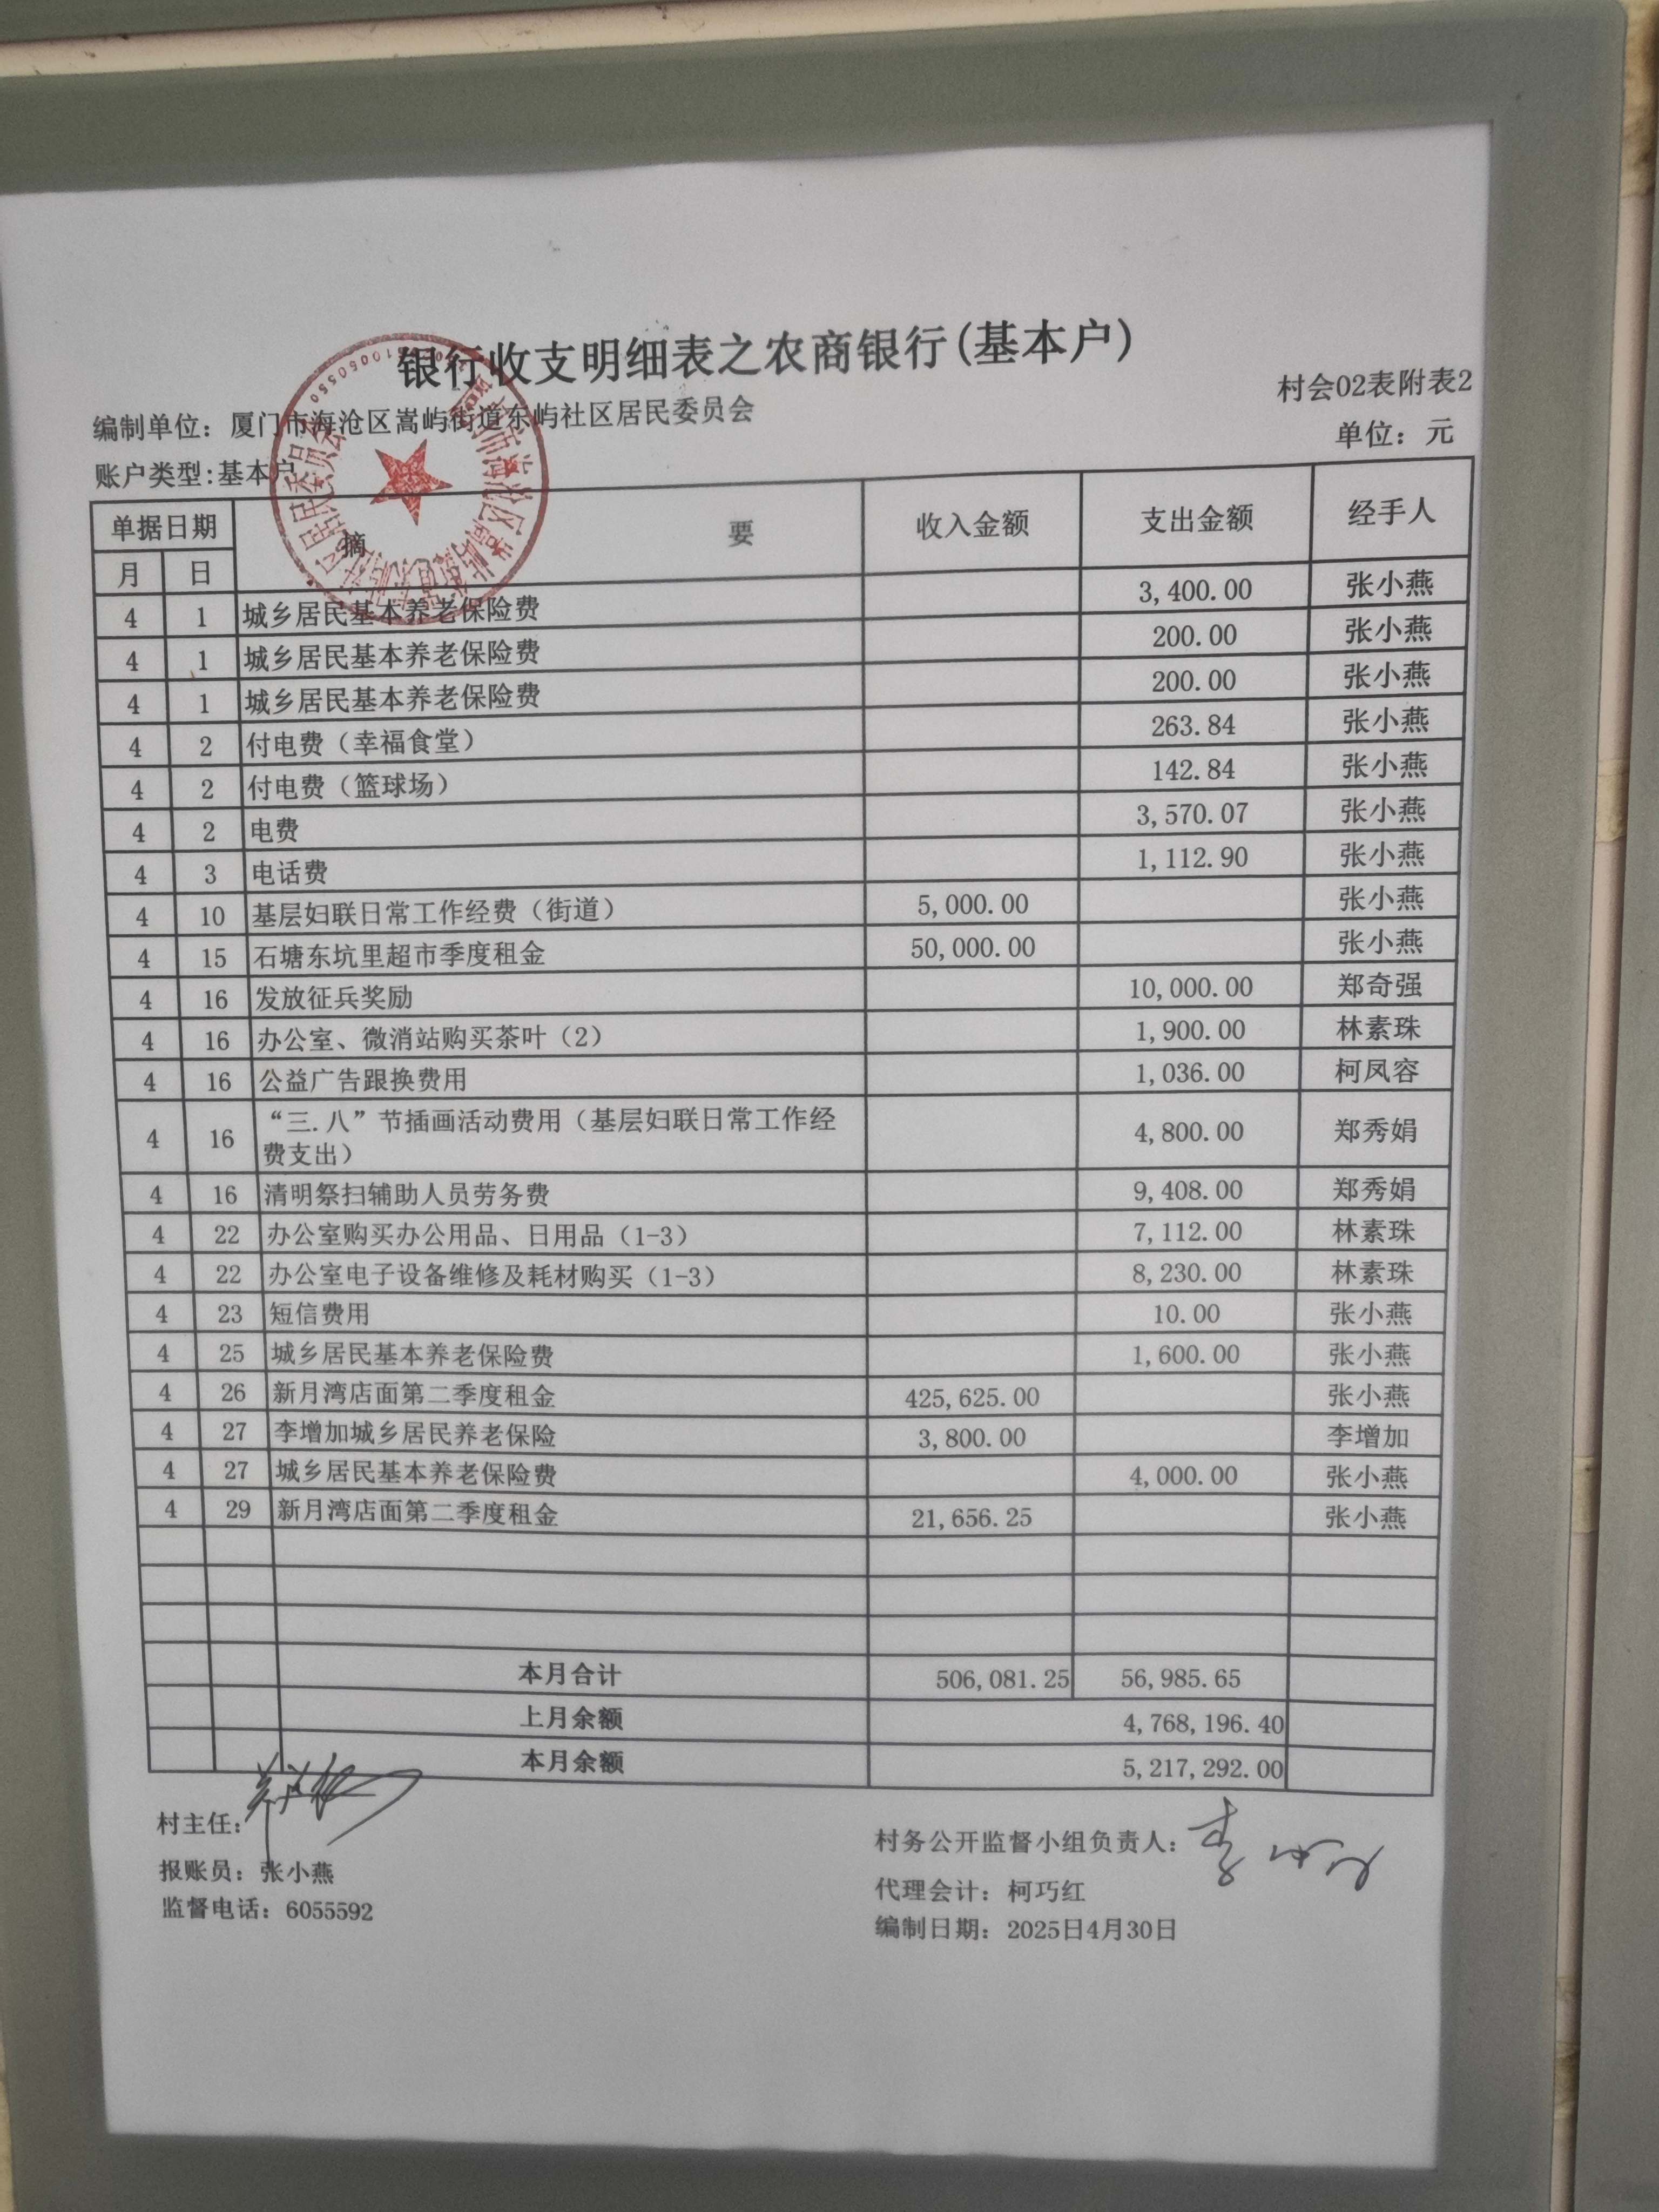 银行收支明细表之农商银行(基本户)
村会02表附表2
编制单位：厦门市海沧区嵩屿街道东屿社区居民委员会
单位：元
账户类型:基本户
单据日期 摘 要 收入金额 支出金额 经手人
月 日
4 1 城乡居民基本养老保险费 3,400.00 张小燕
4 1 城乡居民基本养老保险费 200.00 张小燕
4 1 城乡居民基本养老保险费 200.00 张小燕
4 2 付电费（幸福食堂） 263.84 张小燕
4 2 付电费（篮球场） 142.84 张小燕
4 2 电费 3,570.07 张小燕
4 3 电话费 1,112.90 张小燕
4 10 基层妇联日常工作经费（街道） 5,000.00 张小燕
4 15 石塘东坑里超市季度租金 50,000.00 张小燕
4 16 发放征兵奖励 10,000.00 郑奇强
4 16 办公室、微消站购买茶叶（2） 1,900.00 林素珠
4 16 公益广告跟换费用 1,036.00 柯凤容
4 16 “三.八”节插画活动费用（基层妇联日常工作经 4,800.00 郑秀娟
费支出）
4 16 清明祭扫辅助人员劳务费 9,408.00 郑秀娟
4 22 办公室购买办公用品、日用品（1-3） 7,112.00 林素珠
4 22 办公室电子设备维修及耗材购买（1-3） 8,230.00 林素珠
4 23 短信费用 10.00 张小燕
4 25 城乡居民基本养老保险费 1,600.00 张小燕
4 26 新月湾店面第二季度租金 425,625.00 张小燕
4 27 李增加城乡居民养老保险 3,800.00 李增加
4 27 城乡居民基本养老保险费 4,000.00 张小燕
4 29 新月湾店面第二季度租金 21,656.25 张小燕
本月合计 506,081.25 56,985.65
上月余额 4,768,196.40
本月余额 5,217,292.00
村主任：
村务公开监督小组负责人：
报账员：张小燕
代理会计：柯巧红
监督电话：6055592
编制日期：2025日4月30日